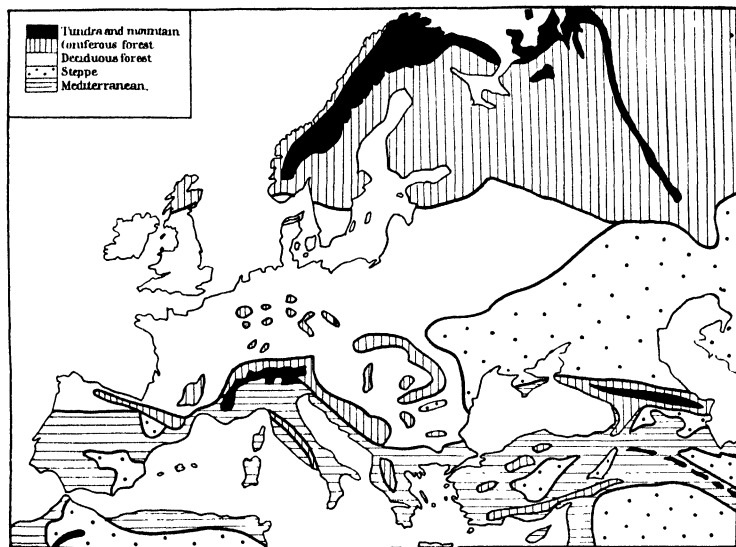 Tundra and mountain
Coniferous forest
Deciduous forest
Steppe
Mediterranean.